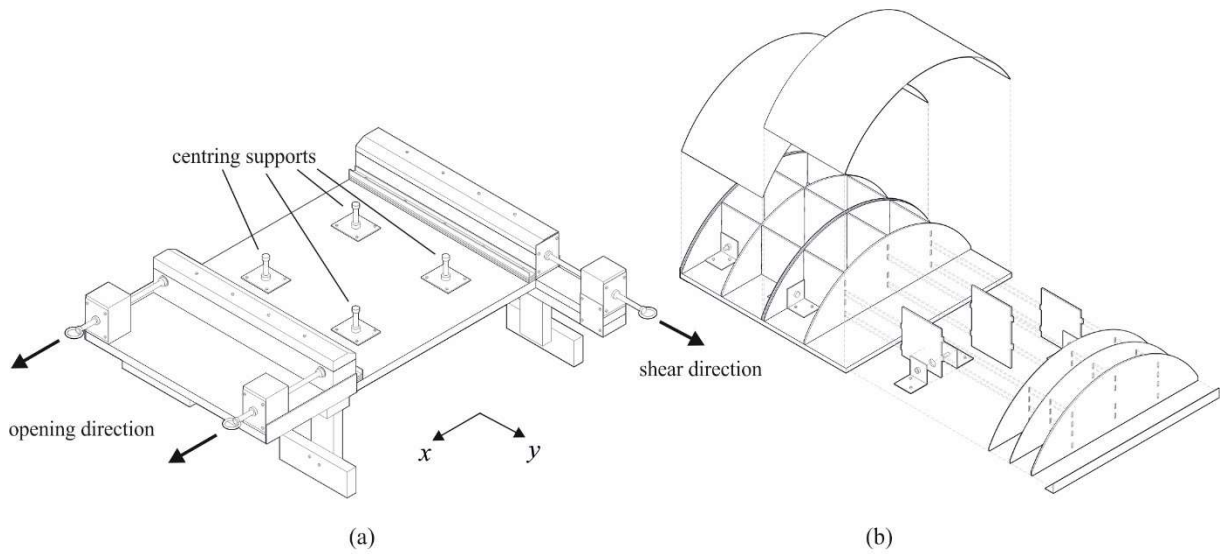 centring supports
shear direction
opening direction
x
y
(a)
(b)